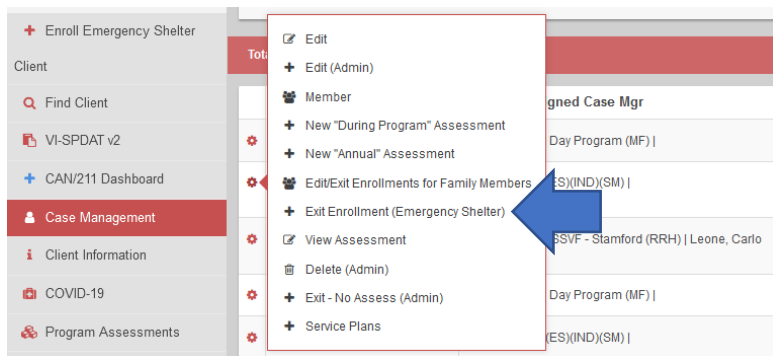 Enroll Emergency Shelter
Client
Find Client
VI-SPDAT v2
CAN/211 Dashboard
Case Management
Client Information
COVID-19
Program Assessments
Edit
Edit (Admin)
Member
New "During Program" Assessment
New "Annual" Assessment
Edit/Exit Enrollments for Family Members
Exit Enrollment (Emergency Shelter)
View Assessment
Delete (Admin)
Exit - No Assess (Admin)
Service Plans
Case Mgr
Day Program (MF) |
(ES)(IND)(SM) |
SSVF - Stamford (RRH) | Leone, Carlo
Day Program (MF) |
(ES)(IND)(SM) |